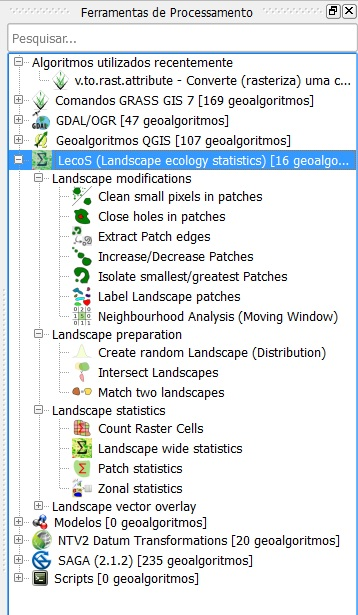 Ferramentas de Processamento
Pesquisar...
Algoritmos utilizados recentemente
v.to.rast.attribute - Converte (rasteriza) uma c...
Comandos GRASS GIS 7 [169 geoalgoritmos]
GDAL/OGR [47 geoalgoritmos]
Geoalgoritmos QGIS [107 geoalgoritmos]
LecoS (Landscape ecology statistics) [16 geoalgo...
Landscape modifications
Clean small pixels in patches
Close holes in patches
Extract Patch edges
Increase/Decrease Patches
Isolate smallest/greatest Patches
Label Landscape patches
Neighbourhood Analysis (Moving Window)
Landscape preparation
Create random Landscape (Distribution)
Intersect Landscapes
Match two landscapes
Landscape statistics
Count Raster Cells
Landscape wide statistics
Patch statistics
Zonal statistics
Landscape vector overlay
Modelos [0 geoalgoritmos]
NTV2 Datum Transformations [20 geoalgoritmos]
SAGA (2.1.2) [235 geoalgoritmos]
Scripts [0 geoalgoritmos]